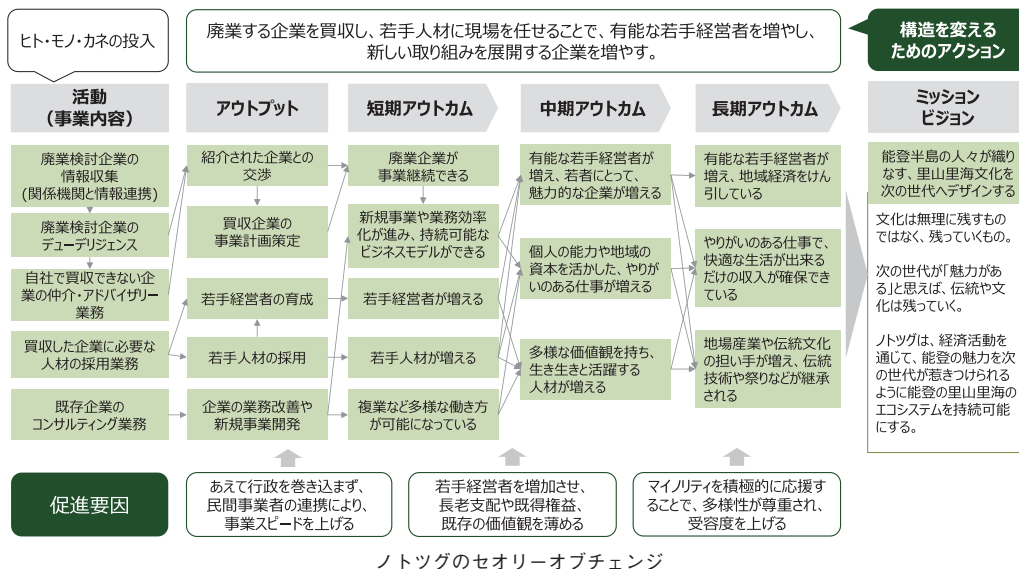 ヒト・モノ・カネの投入
廃業する企業を買収し、若手人材に現場を任せることで、有能な若手経営者を増やし、
新しい取り組みを展開する企業を増やす。
構造を変える
ためのアクション
活動
（事業内容）
アウトプット
短期アウトカム
中期アウトカム
長期アウトカム
ミッション
ビジョン
廃業検討企業の
情報収集
(関係機関と情報連携)
廃業検討企業の
デューデリジェンス
自社で買収できない企
業の仲介・アドバイザリー
業務
買収した企業に必要な
人材の採用業務
既存企業の
コンサルティング業務
紹介された企業との
交渉
買収企業の
事業計画策定
若手経営者の育成
若手人材の採用
企業の業務改善や
新規事業開発
廃業企業が
事業継続できる
新規事業や業務効率
化が進み、持続可能な
ビジネスモデルができる
若手経営者が増える
若手人材が増える
複業など多様な働き方
が可能になっている
有能な若手経営者が
増え、若者にとって、
魅力的な企業が増える
個人の能力や地域の
資本を活かした、やりが
いのある仕事が増える
多様な価値観を持ち、
生き生きと活躍する
人材が増える
有能な若手経営者が
増え、地域経済をけん
引している
やりがいのある仕事で、
快適な生活が出来る
だけの収入が確保でき
ている
地場産業や伝統文化
の担い手が増え、伝統
技術や祭りなどが継承
される
能登半島の人々が織り
なす、里山里海文化を
次の世代へデザインする
文化は無理に残すもの
ではなく、残っていくもの。
次の世代が「魅力があ
る」と思えば、伝統や文
化は残っていく。
ノトツグは、経済活動を
通じて、能登の魅力を次
の世代が惹きつけられる
ように能登の里山里海の
エコシステムを持続可能
にする。
促進要因
あえて行政を巻き込まず、
民間事業者の連携により、
事業スピードを上げる
若手経営者を増加させ、
長老支配や既得権益、
既存の価値観を薄める
マイノリティを積極的に応援す
ることで、多様性が尊重され、
受容度を上げる
ノトツグのセオリーオブチェンジ